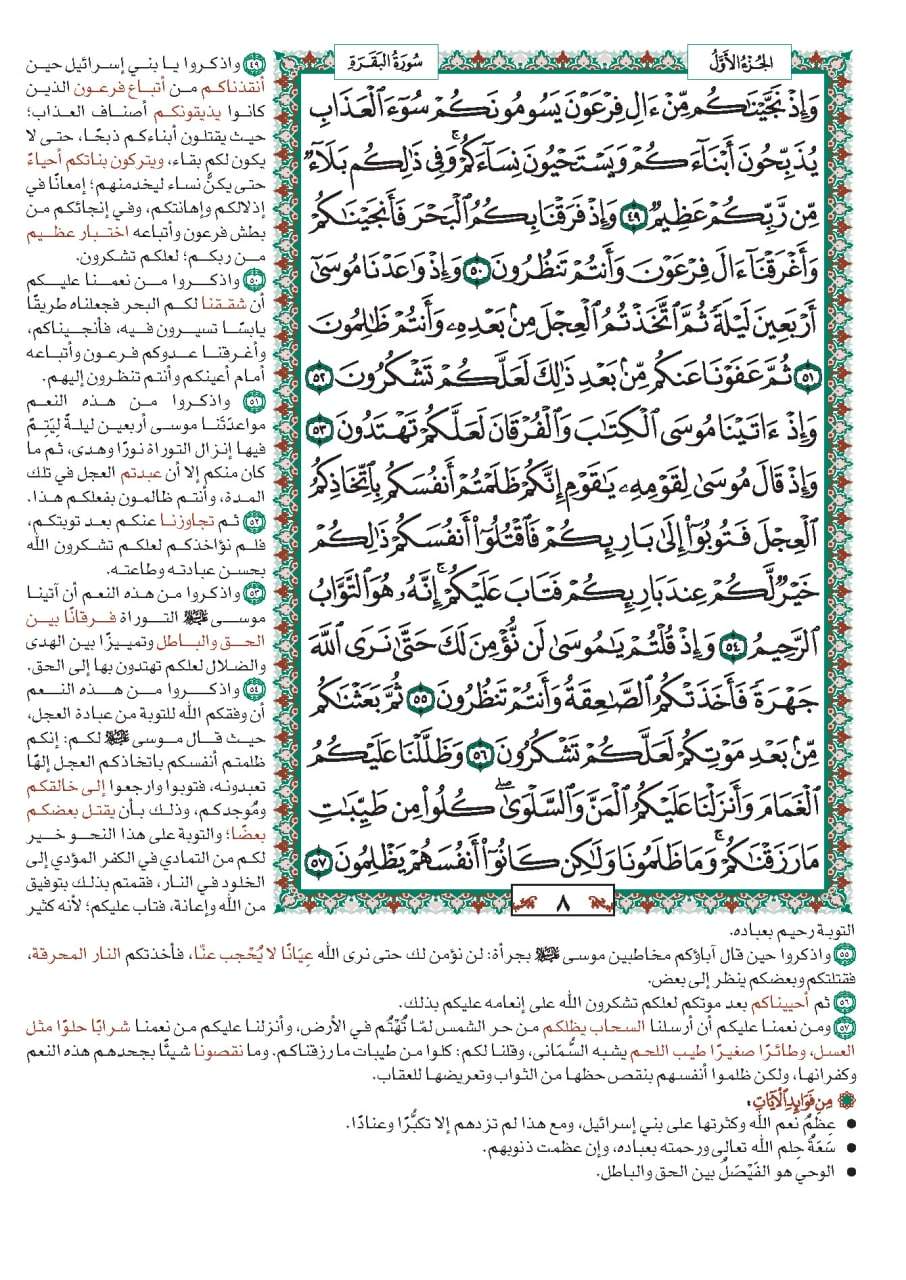 الجُزءُ الأَوَّلُ
سُورَةُ البَقَرَةِ
وَإِذۡ نَجَّيۡنَٰكُم مِّنۡ ءَالِ فِرۡعَوۡنَ يَسُومُونَكُمۡ سُوٓءَ ٱلۡعَذَابِ
يُذَبِّحُونَ أَبۡنَآءَكُمۡ وَيَسۡتَحۡيُونَ نِسَآءَكُمۡۚ وَفِي ذَٰلِكُم بَلَآءٞ
مِّن رَّبِّكُمۡ عَظِيمٞ ٤٩ وَإِذۡ فَرَقۡنَا بِكُمُ ٱلۡبَحۡرَ فَأَنجَيۡنَٰكُمۡ
وَأَغۡرَقۡنَآ ءَالَ فِرۡعَوۡنَ وَأَنتُمۡ تَنظُرُونَ ٥٠ وَإِذۡ وَٰعَدۡنَا مُوسَىٰٓ
أَرۡبَعِينَ لَيۡلَةٗ ثُمَّ ٱتَّخَذۡتُمُ ٱلۡعِجۡلَ مِنۢ بَعۡدِهِۦ وَأَنتُمۡ ظَٰلِمُونَ
٥١ ثُمَّ عَفَوۡنَا عَنكُم مِّنۢ بَعۡدِ ذَٰلِكَ لَعَلَّكُمۡ تَشۡكُرُونَ ٥٢
وَإِذۡ ءَاتَيۡنَا مُوسَى ٱلۡكِتَٰبَ وَٱلۡفُرۡقَانَ لَعَلَّكُمۡ تَهۡتَدُونَ ٥٣
وَإِذۡ قَالَ مُوسَىٰ لِقَوۡمِهِۦ يَٰقَوۡمِ إِنَّكُمۡ ظَلَمۡتُمۡ أَنفُسَكُم بِٱتِّخَاذِكُمُ
ٱلۡعِجۡلَ فَتُوبُوٓاْ إِلَىٰ بَارِئِكُمۡ فَٱقۡتُلُوٓاْ أَنفُسَكُمۡ ذَٰلِكُمۡ
خَيۡرٞ لَّكُمۡ عِندَ بَارِئِكُمۡ فَتَابَ عَلَيۡكُمۡۚ إِنَّهُۥ هُوَ ٱلتَّوَّابُ
ٱلرَّحِيمُ ٥٤ وَإِذۡ قُلۡتُمۡ يَٰمُوسَىٰ لَن نُّؤۡمِنَ لَكَ حَتَّىٰ نَرَى ٱللَّهَ
جَهۡرَةٗ فَأَخَذَتۡكُمُ ٱلصَّٰعِقَةُ وَأَنتُمۡ تَنظُرُونَ ٥٥ ثُمَّ بَعَثۡنَٰكُم
مِّنۢ بَعۡدِ مَوۡتِكُمۡ لَعَلَّكُمۡ تَشۡكُرُونَ ٥٦ وَظَلَّلۡنَا عَلَيۡكُمُ
ٱلۡغَمَامَ وَأَنزَلۡنَا عَلَيۡكُمُ ٱلۡمَنَّ وَٱلسَّلۡوَىٰۖ كُلُواْ مِن طَيِّبَٰتِ
مَا رَزَقۡنَٰكُمۡۚ وَمَا ظَلَمُونَا وَلَٰكِن كَانُوٓاْ أَنفُسَهُمۡ يَظۡلِمُونَ ٥٧
٨
٤٩ واذكروا يا بني إسرائيل حين
أنقذناكم من أتباع فرعون الذين
كانوا يذيقونكم أصناف العذاب؛
حيث يقتلون أبناءكم ذبحًا، حتى لا
يكون لكم بقاء، ويتركون بناتكم أحياءً
حتى يكنَّ نساء ليخدمنهم؛ إمعانًا في
إذلالكم وإهانتكم، وفي إنجائكم من
بطش فرعون وأتباعه اختبار عظيم
من ربكم؛ لعلكم تشكرون.
٥٠ واذكروا من نعمنا عليكم
أن شققنا لكم البحر فجعلناه طريقًا
يابسًا تسيرون فيه، فأنجيناكم،
وأغرقنا عدوكم فرعون وأتباعه
أمام أعينكم وأنتم تنظرون إليهم.
٥١ واذكروا من هذه النعم
مواعدَتَنا موسى أربعين ليلةً ليَتِمّ
فيها إنزال التوراة نورًا وهدى، ثم ما
كان منكم إلا أن عبدتم العجل في تلك
المدة، وأنتم ظالمون بفعلكم هذا.
٥٢ ثم تجاوزنا عنكم بعد توبتكم،
فلم نؤاخذكم لعلكم تشكرون الله
بحسن عبادته وطاعته.
٥٣ واذكروا من هذه النعم أن آتينا
موسى ﷺ التوراة فرقانًا بين
الحق والباطل وتمييزًا بين الهدى
والضلال لعلكم تهتدون بها إلى الحق.
٥٤ واذكروا من هذه النعم
أن وفقكم الله للتوبة من عبادة العجل،
حيث قال موسى ﷺ لكم: إنكم
ظلمتم أنفسكم باتخاذكم العجل إلهًا
تعبدونه، فتوبوا وارجعوا إلى خالقكم
ومُوجدكم، وذلك بأن يقتل بعضكم
بعضًا؛ والتوبة على هذا النحو خير
لكم من التمادي في الكفر المؤدي إلى
الخلود في النار، فقمتم بذلك بتوفيق
من الله وإعانة، فتاب عليكم؛ لأنه كثير
التوبة رحيم بعباده.
٥٥ واذكروا حين قال آباؤكم مخاطبين موسى ﷺ بجرأة: لن نؤمن لك حتى نرى الله عِيَانًا لا يُحْجب عنّا، فأخذتكم النار المحرقة،
فقتلتكم وبعضكم ينظر إلى بعض.
٥٦ ثم أحييناكم بعد موتكم لعلكم تشكرون الله على إنعامه عليكم بذلك.
٥٧ ومن نعمنا عليكم أن أرسلنا السحاب يظلكم من حر الشمس لمّا تُهْتُم في الأرض، وأنزلنا عليكم من نعمنا شرابًا حلوًا مثل
العسل، وطائرًا صغيرًا طيب اللحم يشبه السُّمّانى، وقلنا لكم: كلوا من طيبات ما رزقناكم. وما نقصونا شيئًا بجحدهم هذه النعم
وكفرانها، ولكن ظلموا أنفسهم بنقص حظها من الثواب وتعريضها للعقاب.
مِن فَوَائِدِ الآيَاتِ:
• عِظَمُ نعم الله وكثرتها على بني إسرائيل، ومع هذا لم تزدهم إلا تكبُّرًا وعنادًا.
• سَعَةُ حِلم الله تعالى ورحمته بعباده، وإن عظمت ذنوبهم.
• الوحي هو الفَيْصَلُ بين الحق والباطل.